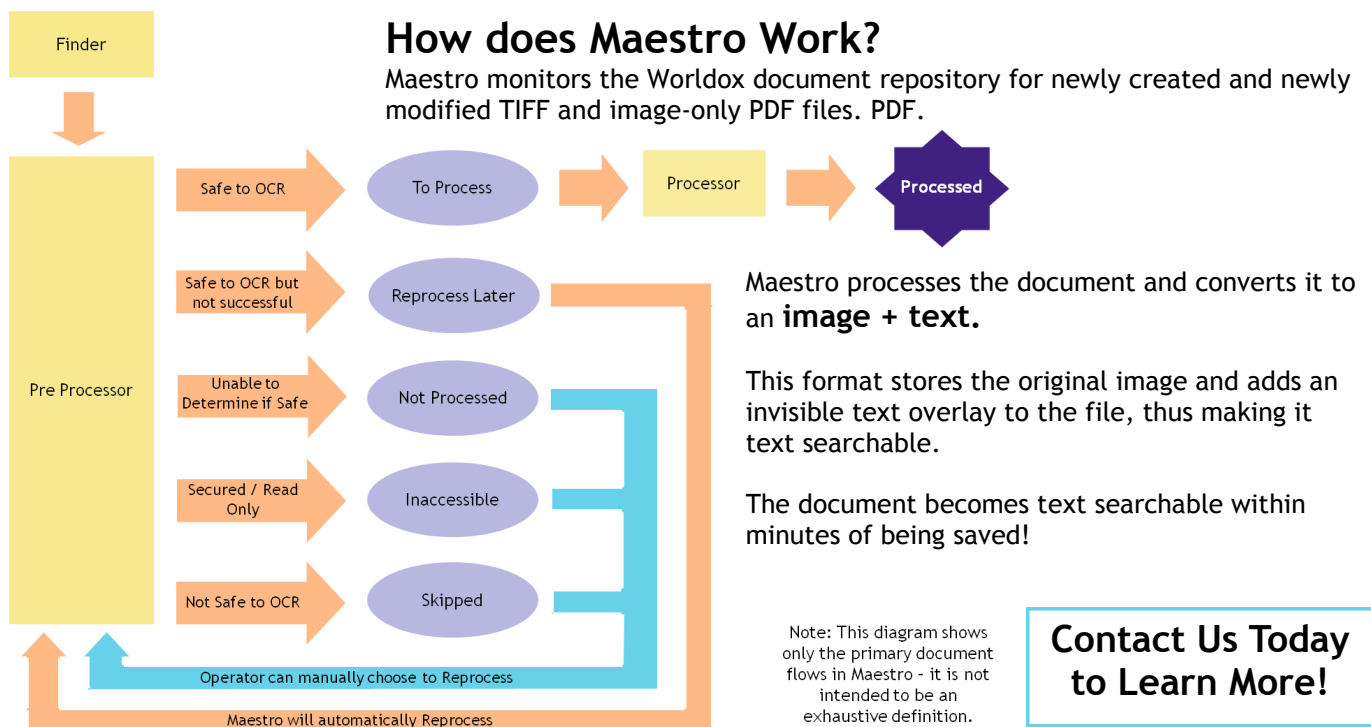 Finder
How does Maestro Work?
Maestro monitors the Worldox document repository for newly created and newly
modified TIFF and image-only PDF files. PDF.
Safe to OCR
To Process
Processor
Processed
Safe to OCR but
not successful
Reprocess Later
Maestro processes the document and converts it to
an image + text.
Pre Processor
Unable to
Determine if Safe
Not Processed
This format stores the original image and adds an
invisible text overlay to the file, thus making it
text searchable.
Secured / Read
Only
Inaccessible
The document becomes text searchable within
minutes of being saved!
Not Safe to OCR
Skipped
Operator can manually choose to Reprocess
Maestro will automatically Reprocess
Note: This diagram shows
only the primary document
flows in Maestro - it is not
intended to be an
exhaustive definition.
Contact Us Today
to Learn More!